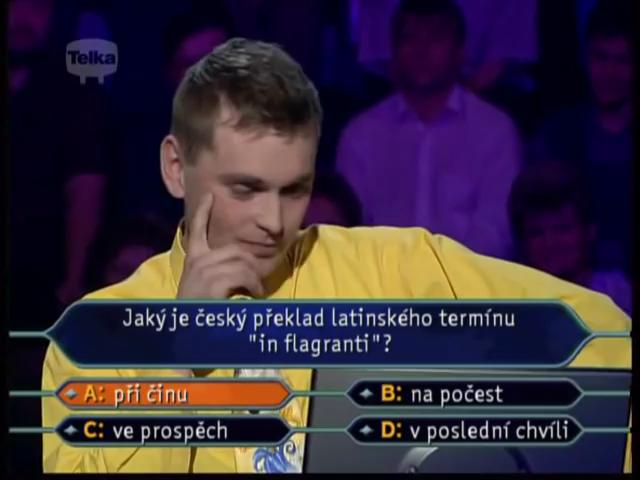 Telka
Jaký je český překlad latinského termínu
"in flagranti"?
A: při činu
B: na počest
C: ve prospěch
D: v poslední chvíli